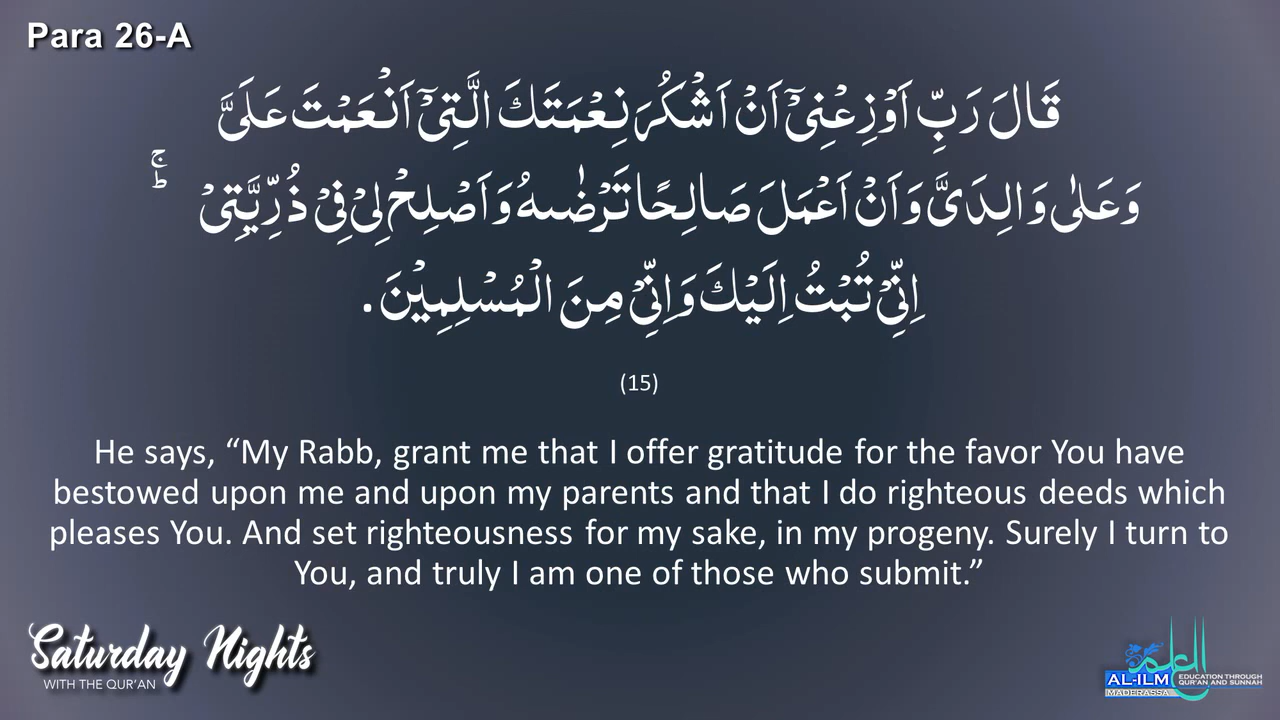 Para 26-A
قَالَ رَبِّ اَوْزِعْنِیْۤ اَنْ اَشْكُرَ نِعْمَتَكَ الَّتِیْۤ اَنْعَمْتَ عَلَیَّ
وَعَلٰی وَالِدَیَّ وَاَنْ اَعْمَلَ صَالِحًا تَرْضٰىهُ وَاَصْلِحْ لِیْ فِیْ ذُرِّیَّتِیْ ۚؕ
اِنِّیْ تُبْتُ اِلَیْكَ وَاِنِّیْ مِنَ الْمُسْلِمِیْنَ.
(15)
He says, “My Rabb, grant me that I offer gratitude for the favor You have
bestowed upon me and upon my parents and that I do righteous deeds which
pleases You. And set righteousness for my sake, in my progeny. Surely I turn to
You, and truly I am one of those who submit.”
Saturday Nights
WITH THE QUR'AN
العلم
AL-ILM
MADERASSA
EDUCATION THROUGH
QUR'AN AND SUNNAH